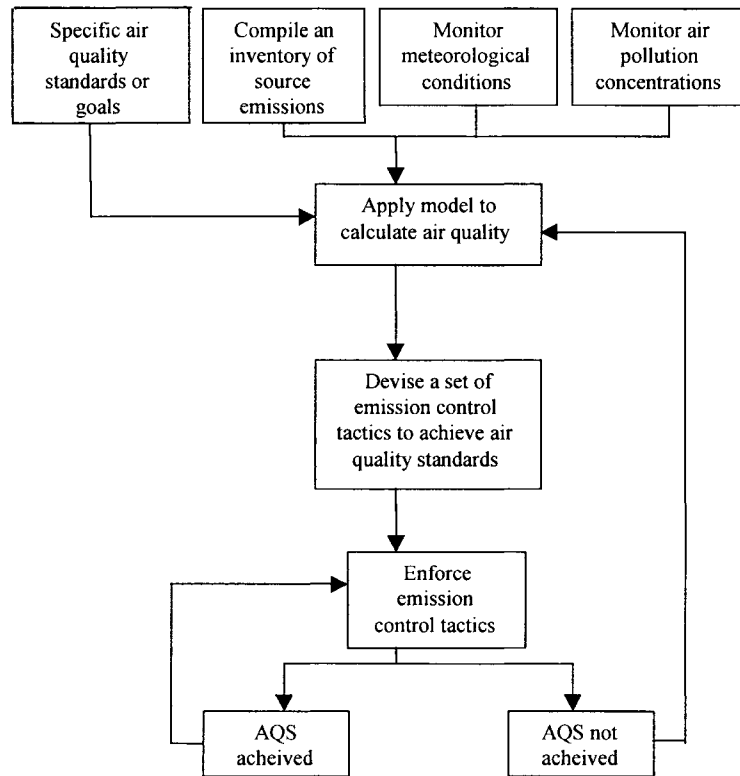 Specific air
quality
standards or
goals
Compile an
inventory of
source
emissions
Monitor
meteorological
conditions
Monitor air
pollution
concentrations
Apply model to
calculate air quality
Devise a set of
emission control
tactics to achieve air
quality standards
Enforce
emission
control tactics
AQS
acheived
AQS not
acheived